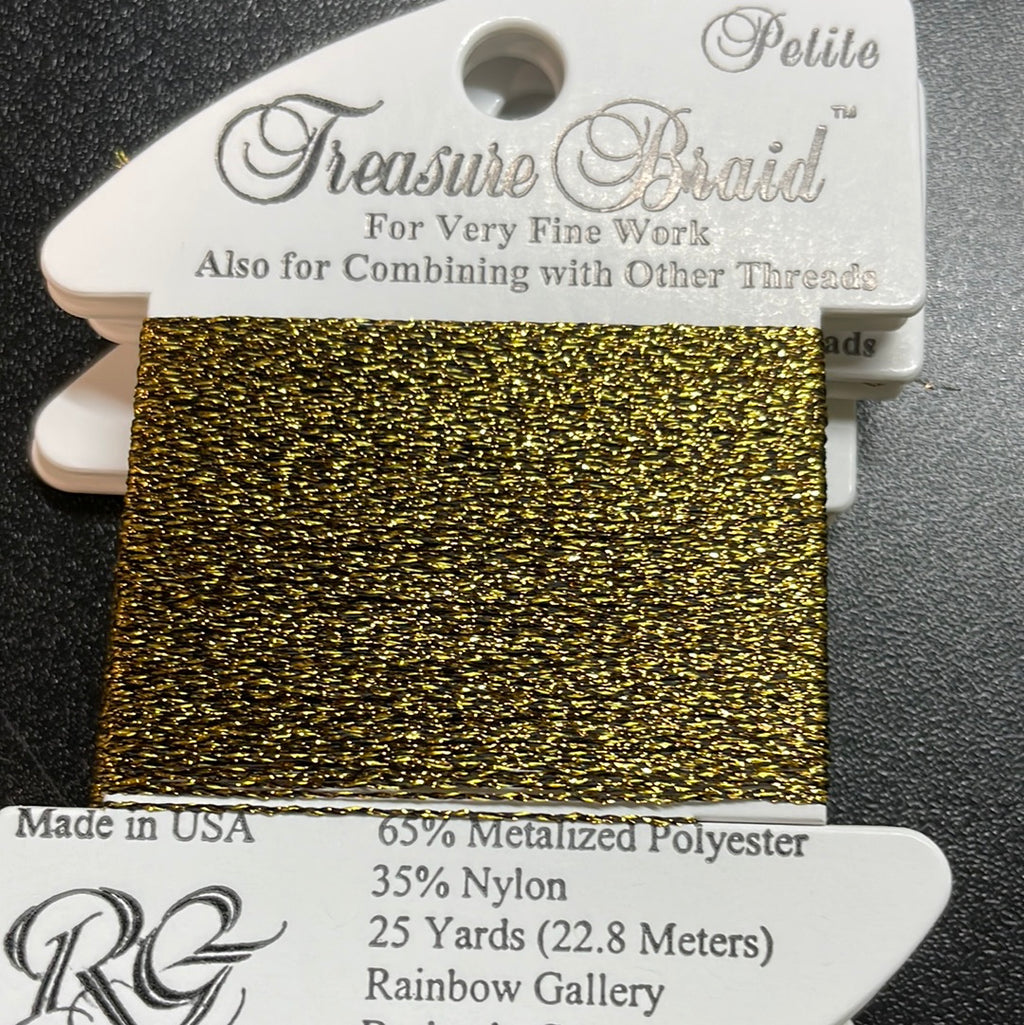 Petite
Treasure Braid™
For Very Fine Work
Also for Combining with Other Threads
ads
Made in USA
65% Metalized Polyester
35% Nylon
25 Yards (22.8 Meters)
RG
Rainbow Gallery